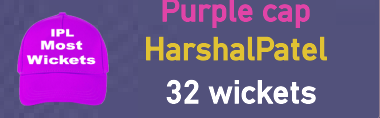 IPL
Most
Wickets
Purple cap
HarshalPatel
32 wickets